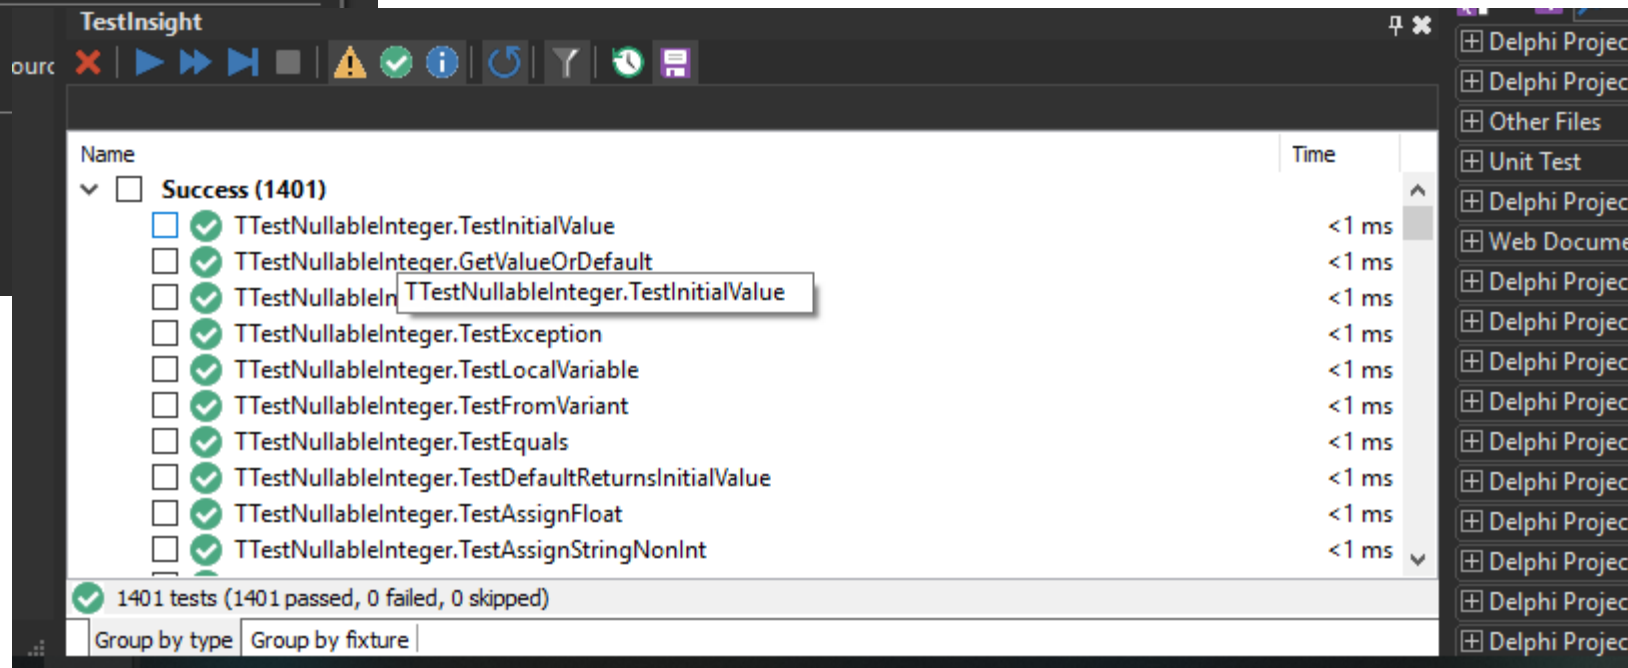 TestInsight
ourc
Name Time
Success (1401)
TTestNullableInteger.TestInitialValue <1 ms
TTestNullableInteger.GetValueOrDefault <1 ms
TTestNullableIn <1 ms
TTestNullableInteger.TestInitialValue
TTestNullableInteger.TestException <1 ms
TTestNullableInteger.TestLocalVariable <1 ms
TTestNullableInteger.TestFromVariant <1 ms
TTestNullableInteger.TestEquals <1 ms
TTestNullableInteger.TestDefaultReturnsInitialValue <1 ms
TTestNullableInteger.TestAssignFloat <1 ms
TTestNullableInteger.TestAssignStringNonInt <1 ms
1401 tests (1401 passed, 0 failed, 0 skipped)
Group by type Group by fixture
Delphi Projec
Delphi Projec
Other Files
Unit Test
Delphi Projec
Web Docume
Delphi Projec
Delphi Projec
Delphi Projec
Delphi Projec
Delphi Projec
Delphi Projec
Delphi Projec
Delphi Projec
Delphi Projec
Delphi Projec